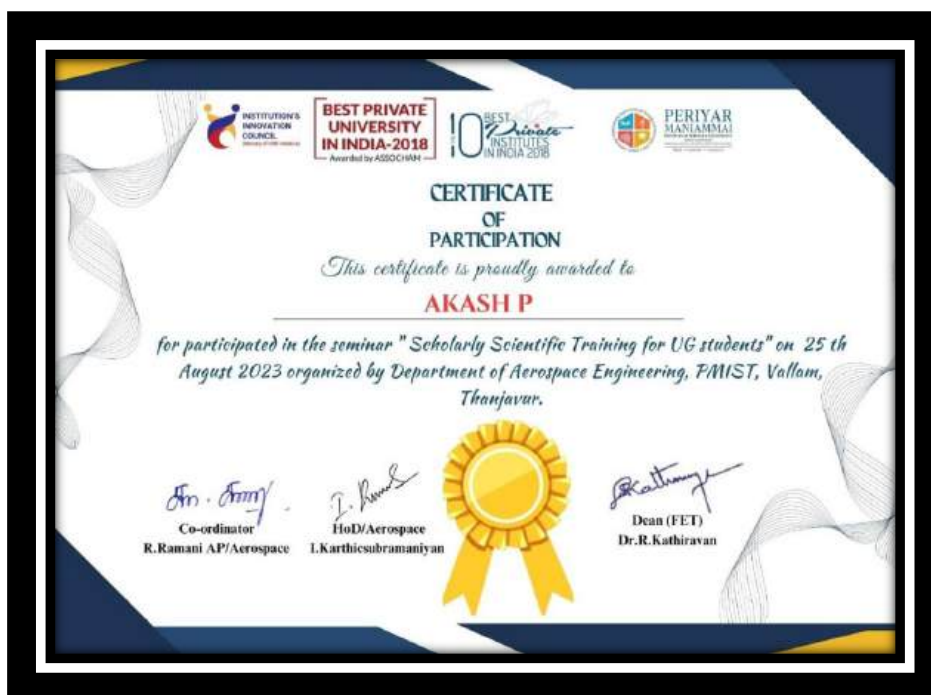 INSTITUTION'S
INNOVATION
COUNCIL
BEST PRIVATE
UNIVERSITY
IN INDIA-2018
Awarded by ASSOCHAM
10 BEST
Private
INSTITUTES
IN INDIA 2018
PERIYAR
MANIAMMAI
CERTIFICATE
OF
PARTICIPATION
This certificate is proudly awarded to
AKASH P
for participated in the seminar " Scholarly Scientific Training for UG students" on 25 th
August 2023 organized by Department of Aerospace Engineering, PMIST, Vallam,
Thanjavur.
Co-ordinator
R.Ramani AP/Aerospace
HoD/Aerospace
I.Karthicsubramaniyan
Dean (FET)
Dr.R.Kathiravan